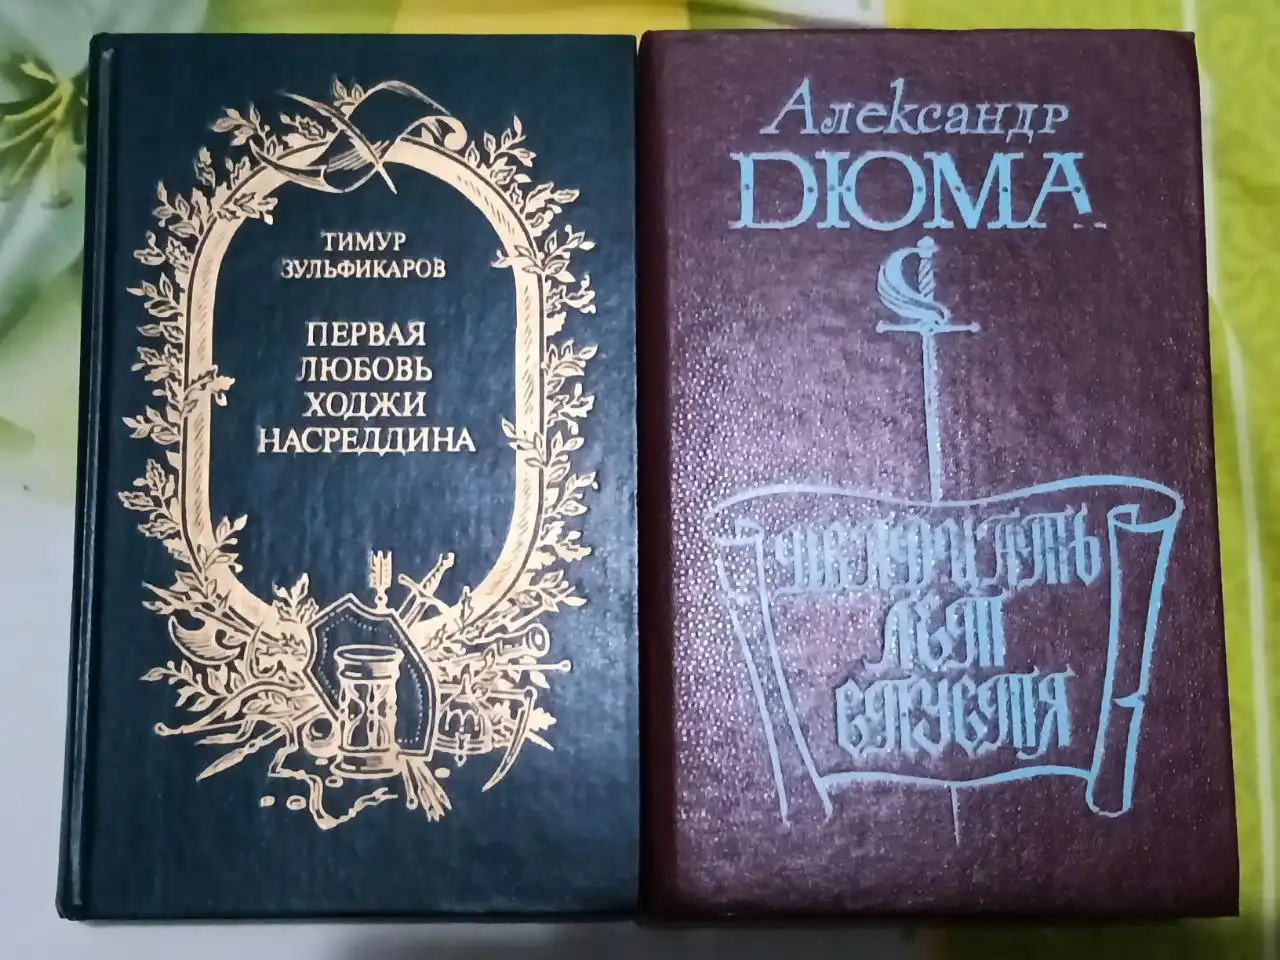 ТИМУР
ЗУЛЬФИКАРОВ
ПЕРВАЯ
ЛЮБОВЬ
ХОДЖИ
НАСРЕДДИНА
Александр
ДЮМА
Двадцать
лет
спустя